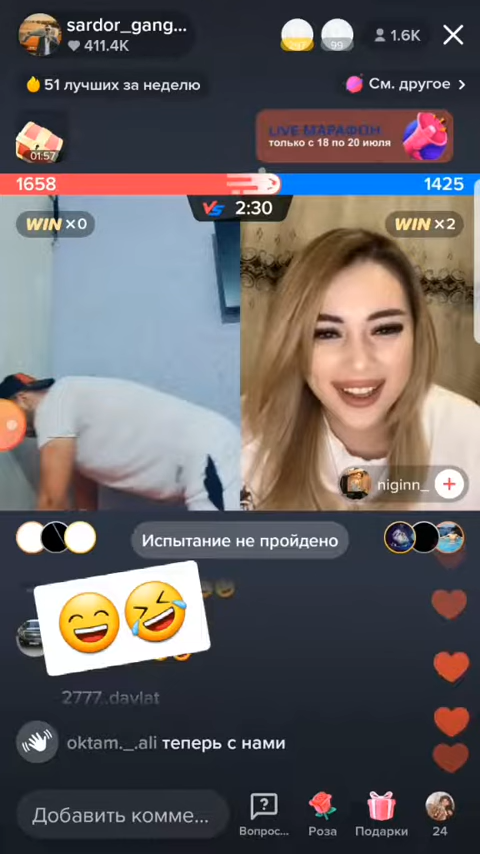 sardor_gang...
411.4K
99
1.6K
51 лучших за неделю
См. другое
01:57
LIVE МАРАФОН
только с 18 по 20 июля
1658
1425
VS 2:30
WIN ×0
WIN ×2
niginn_
Испытание не пройдено
2777..davlat
oktam._.ali теперь с нами
Добавить комме...
Вопрос...
Роза
Подарки
24